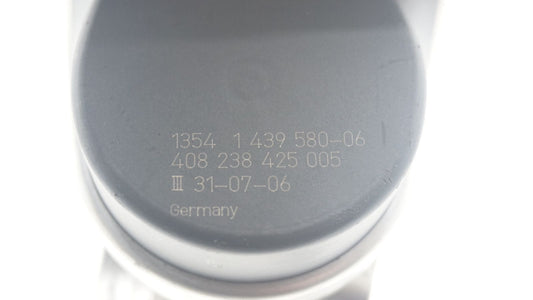 1354 1 439 580-06
408 238 425 005
III 31-07-06
Germany